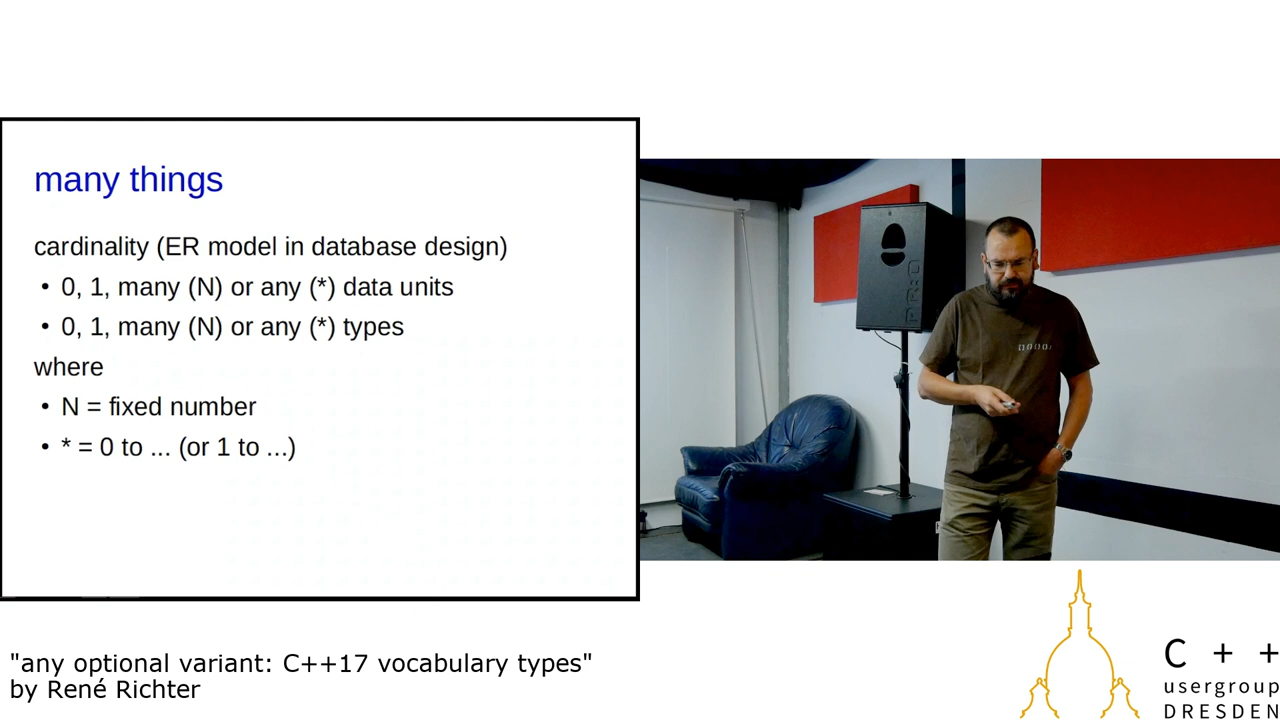 many things
cardinality (ER model in database design)
• 0, 1, many (N) or any (*) data units
• 0, 1, many (N) or any (*) types
where
• N = fixed number
• * = 0 to ... (or 1 to ...)
"any optional variant: C++17 vocabulary types"
by René Richter
C + +
usergroup
DRESDEN